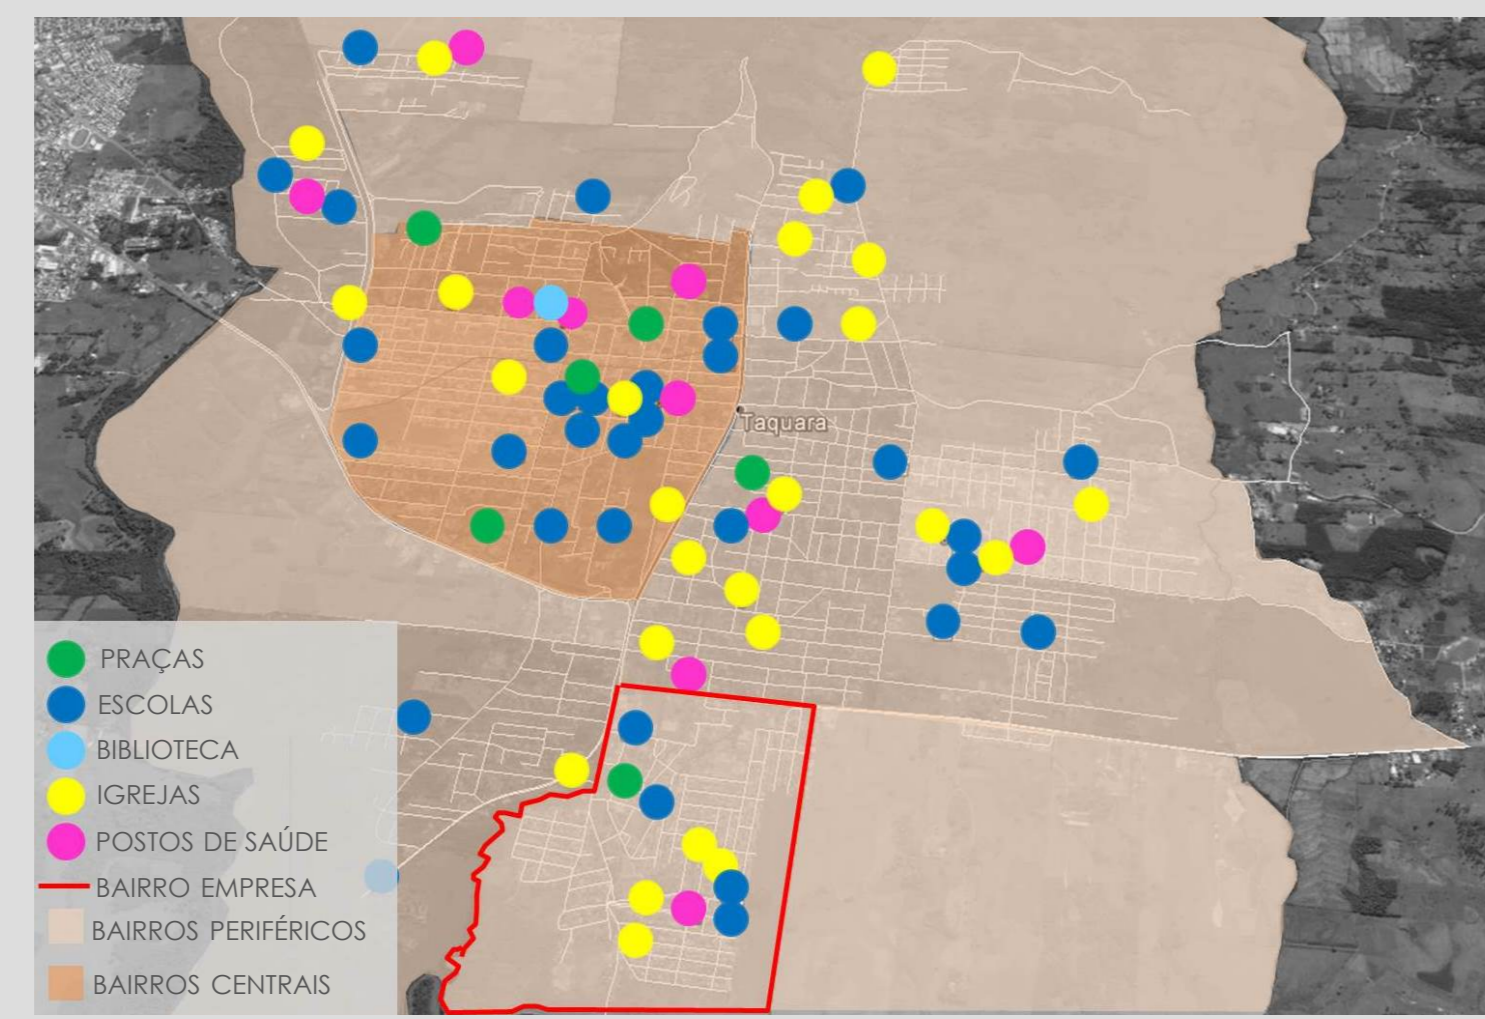 Taquara
PRAÇAS
ESCOLAS
BIBLIOTECA
IGREJAS
POSTOS DE SAÚDE
BAIRRO EMPRESA
BAIRROS PERIFÉRICOS
BAIRROS CENTRAIS